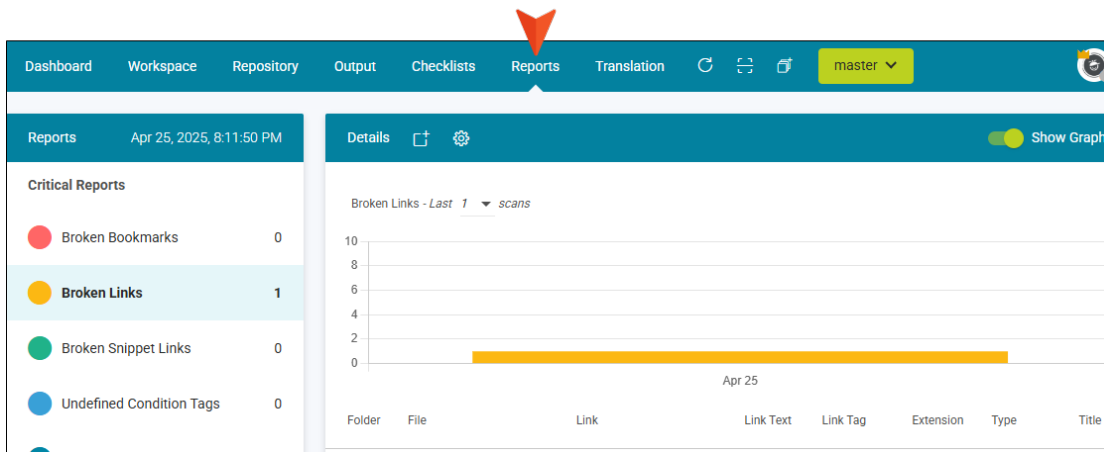 Dashboard Workspace Repository Output Checklists Reports Translation master
Reports Apr 25, 2025, 8:11:50 PM
Critical Reports
Broken Bookmarks 0
Broken Links 1
Broken Snippet Links 0
Undefined Condition Tags 0
Details Show Graph
Broken Links - Last 1 scans
10
8
6
4
2
0
Apr 25
Folder File Link Link Text Link Tag Extension Type Title